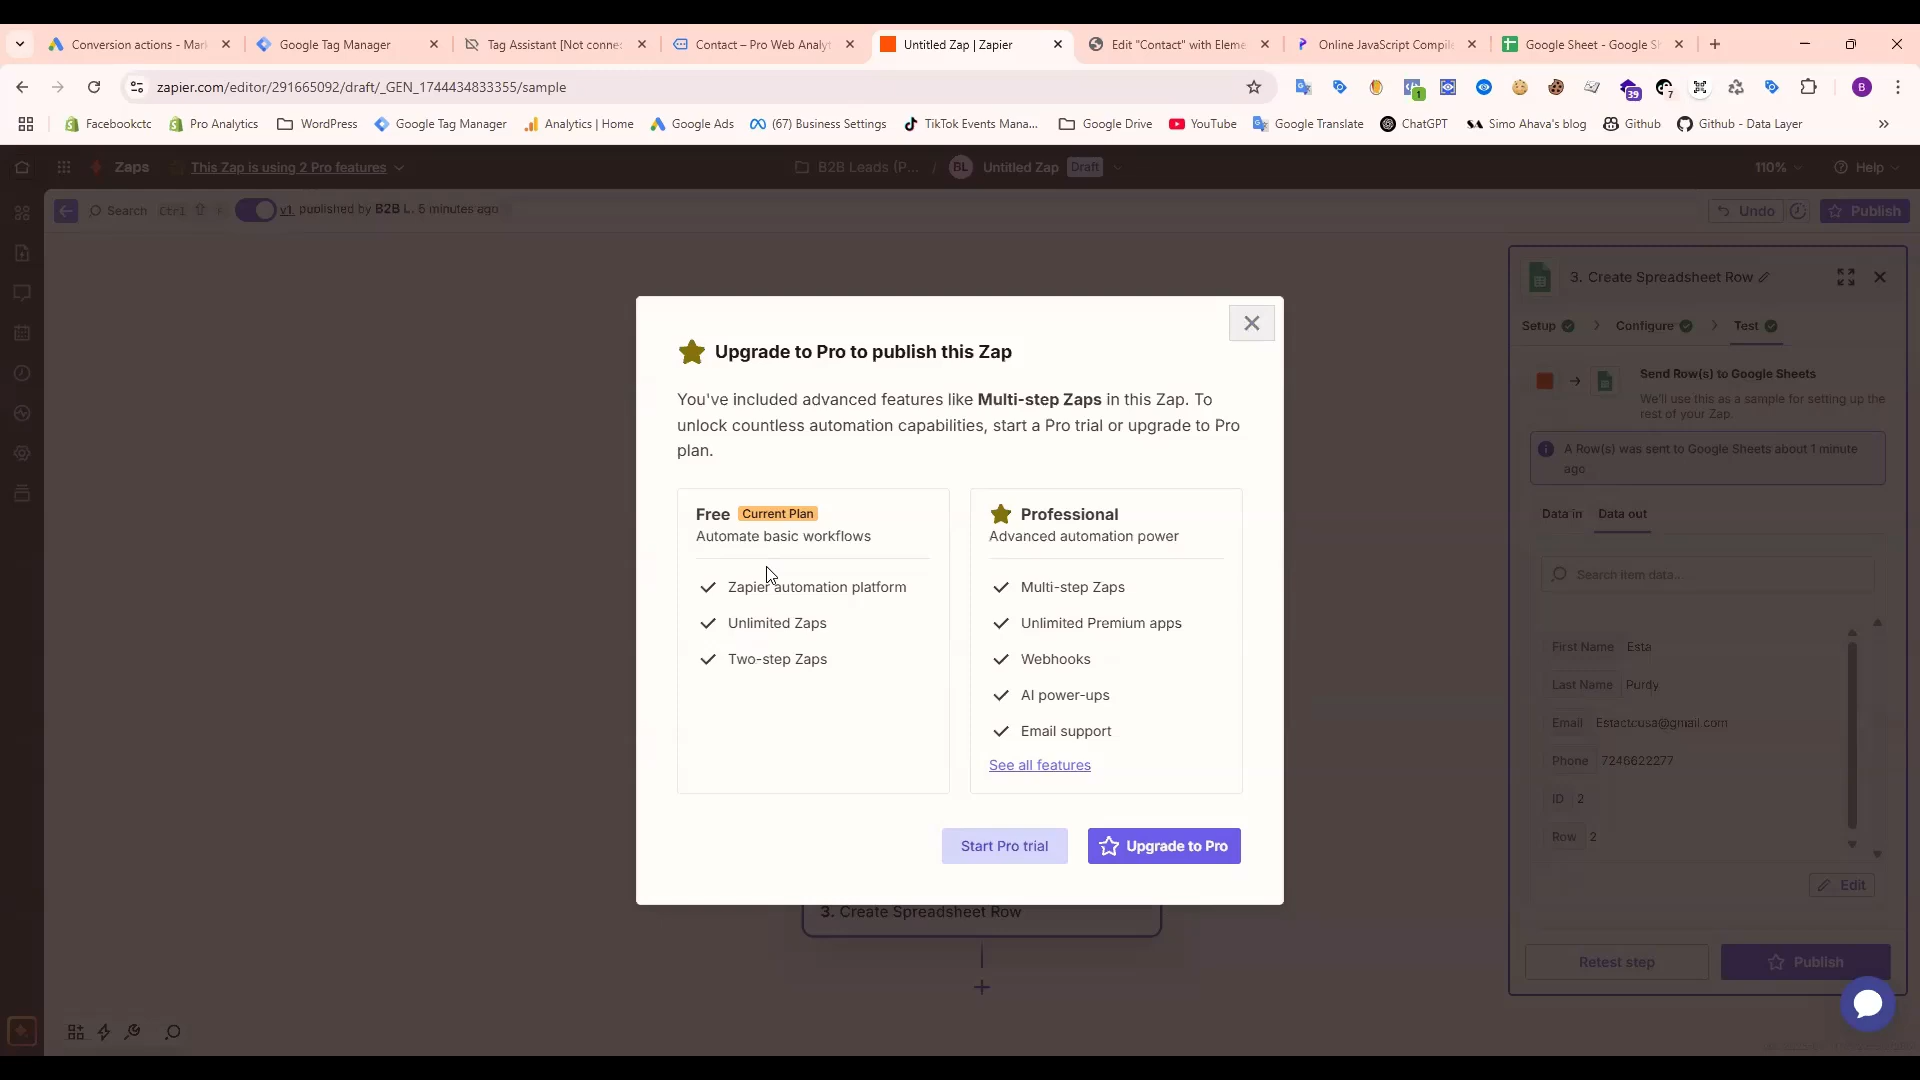 Conversion actions - Mar
Google Tag Manager
Tag Assistant [Not conne
Contact – Pro Web Analyt
Untitled Zap | Zapier
Edit "Contact" with Eleme
Online JavaScript Compile
Google Sheet - Google Sh
zapier.com/editor/291665092/draft/_GEN_1744434833355/sample
1
39
7
B
Facebookctc
Pro Analytics
WordPress
Google Tag Manager
Analytics | Home
Google Ads
(67) Business Settings
TikTok Events Mana...
Google Drive
YouTube
Google Translate
ChatGPT
Simo Ahava's blog
Github
Github - Data Layer
Zaps
This Zap is using 2 Pro features
B2B Leads (P... /
BL
Untitled Zap
Draft
110%
Help
Search
Ctrl
v1, published by B2B L. 6 minutes ago
Undo
Publish
Upgrade to Pro to publish this Zap
You've included advanced features like Multi-step Zaps in this Zap. To
unlock countless automation capabilities, start a Pro trial or upgrade to Pro
plan.
Free
Current Plan
Automate basic workflows
Zapier automation platform
Unlimited Zaps
Two-step Zaps
Professional
Advanced automation power
Multi-step Zaps
Unlimited Premium apps
Webhooks
AI power-ups
Email support
See all features
Start Pro trial
Upgrade to Pro
3. Create Spreadsheet Row
3. Create Spreadsheet Row
Setup
Configure
Test
Send Row(s) to Google Sheets
We'll use this as a sample for setting up the
rest of your Zap.
A Row(s) was sent to Google Sheets about 1 minute
ago
Data in
Data out
Search item data...
First Name Esta
Last Name Purdy
Email Estactcusa@gmail.com
Phone 7246622277
ID 2
Row 2
Edit
Retest step
Publish